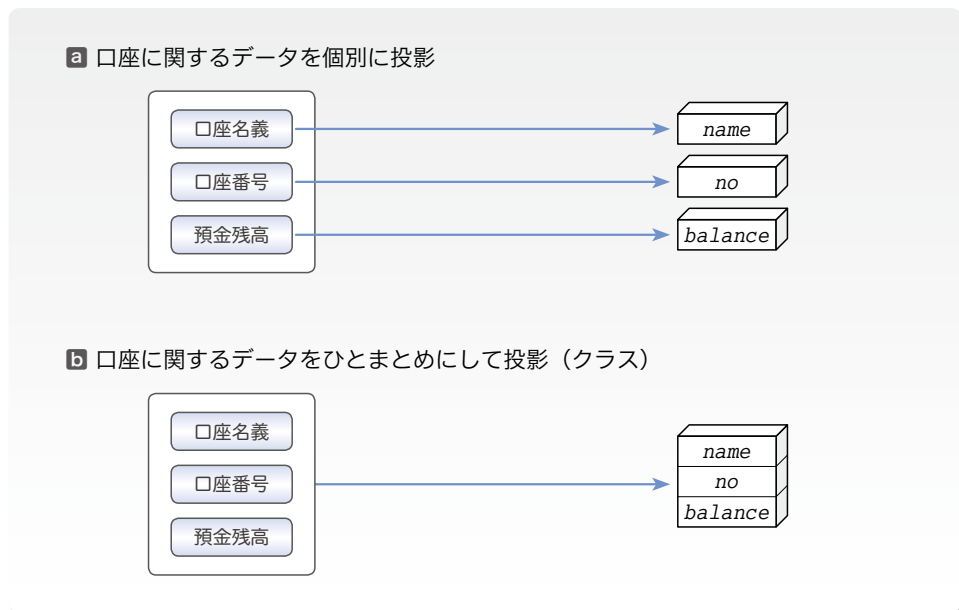 a 口座に関するデータを個別に投影
口座名義
name
口座番号
no
預金残高
balance
b 口座に関するデータをひとまとめにして投影（クラス）
口座名義
name
口座番号
no
預金残高
balance